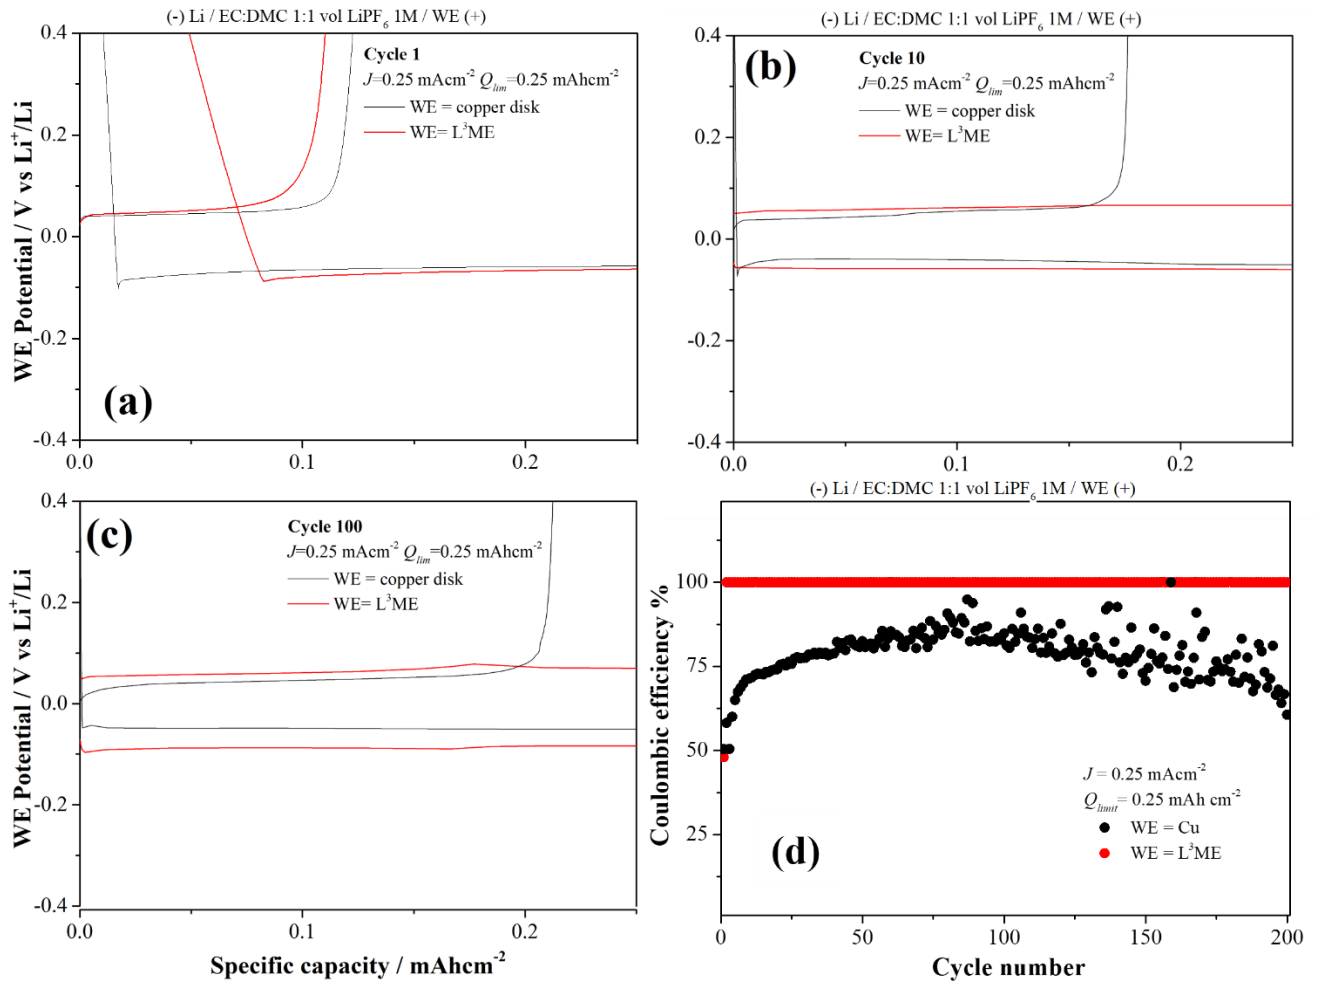 (-) Li / EC:DMC 1:1 vol LiPF6 1M / WE (+)
(a)
Cycle 1
J=0.25 mAcm-2 Qlim=0.25 mAhcm-2
WE = copper disk
WE= L3ME
0.4
0.2
0.0
-0.2
-0.4
0.0 0.1 0.2
WE Potential / V vs Li+/Li
(-) Li / EC:DMC 1:1 vol LiPF6 1M / WE (+)
(b)
Cycle 10
J=0.25 mAcm-2 Qlim=0.25 mAhcm-2
WE = copper disk
WE= L3ME
0.4
0.2
0.0
-0.2
-0.4
0.0 0.1 0.2
(c)
Cycle 100
J=0.25 mAcm-2 Qlim=0.25 mAhcm-2
WE = copper disk
WE= L3ME
0.4
0.2
0.0
-0.2
-0.4
0.0 0.1 0.2
WE Potential / V vs Li+/Li
Specific capacity / mAhcm-2
(-) Li / EC:DMC 1:1 vol LiPF6 1M / WE (+)
100
75
50
25
Coulombic efficiency %
J = 0.25 mAcm-2
Qlimit= 0.25 mAh cm-2
WE = Cu
WE = L3ME
(d)
0 50 100 150 200
Cycle number